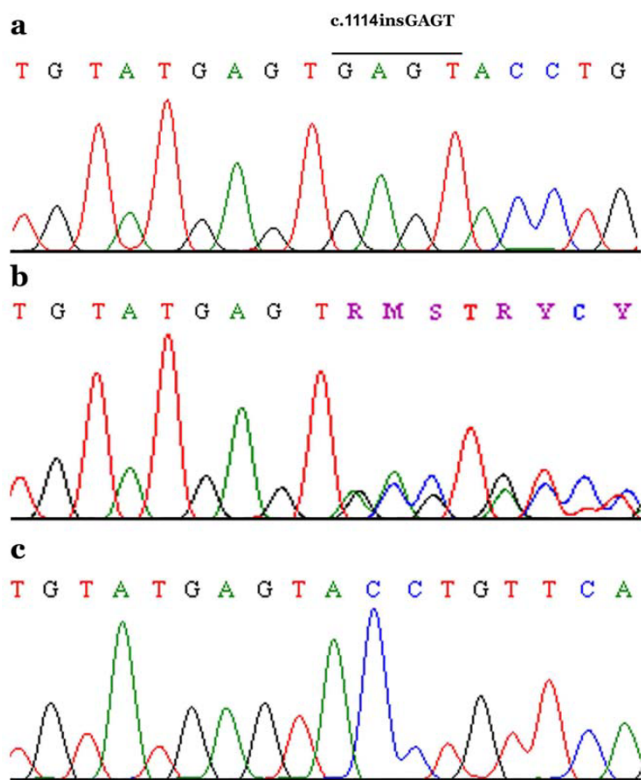 a
c.1114insGAGT
T G T A T G A G T G A G T A C C T G
b
T G T A T G A G T R M S T R Y C Y
c
T G T A T G A G T A C C T G T T C A